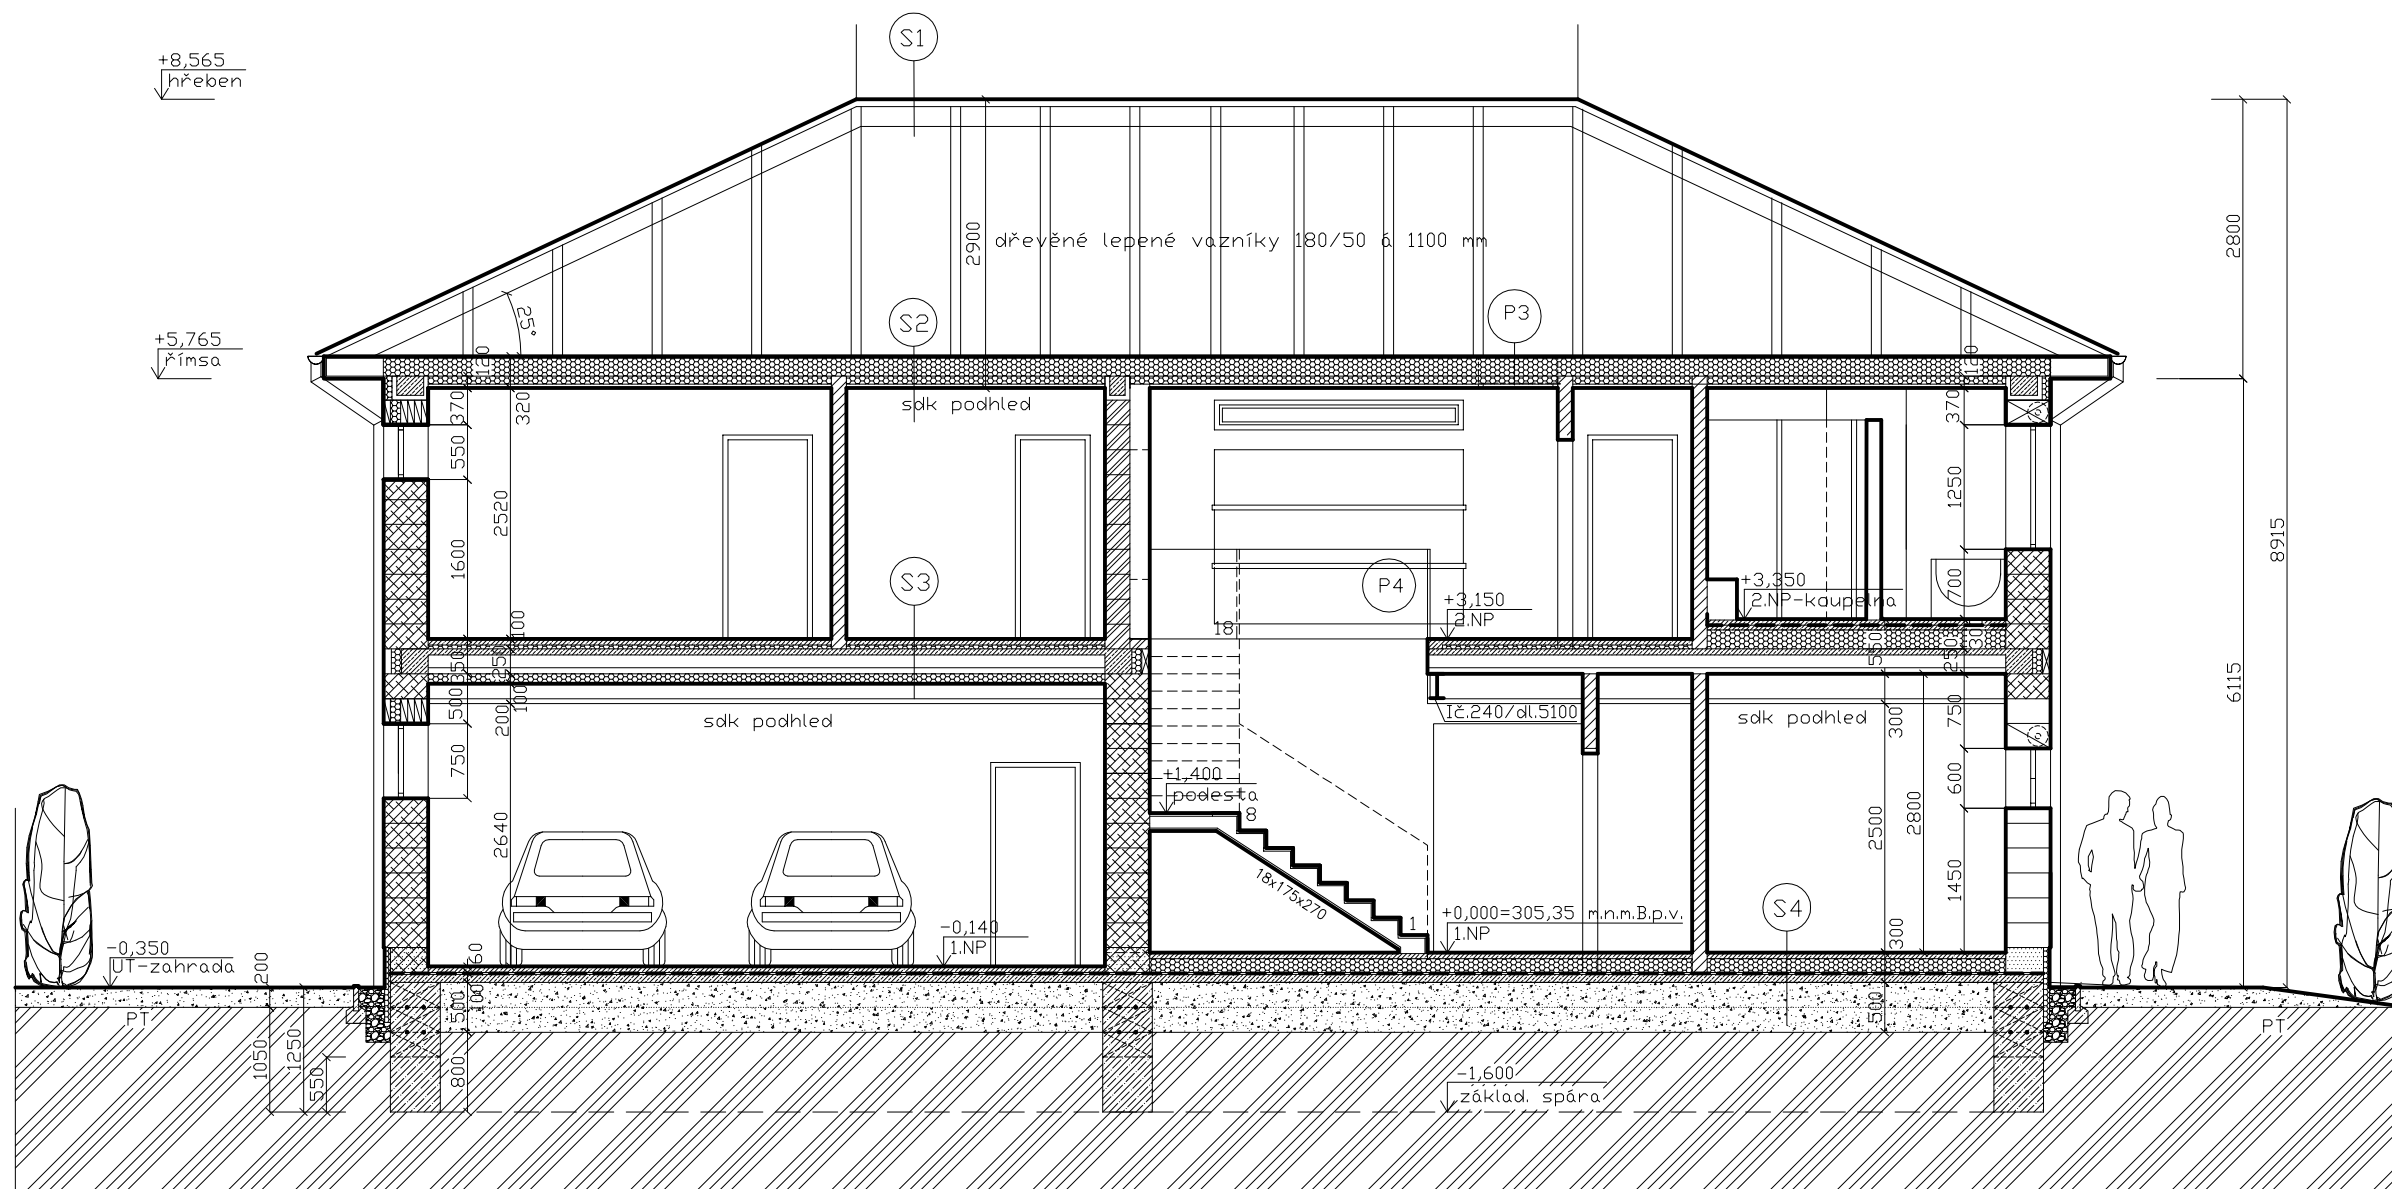 S1
+8,565
hřeben
2900
dřevěné lepené vazníky 180/50 á 1100 mm
2800
25°
S2
P3
+5,765
římsa
120
120
370
320
sdk podhled
370
550
2520
1250
8915
1600
S3
P4
+3,350
2.NP-koupelna
700
+3,150
2.NP
18
100
350
250
550
250
130
6115
500
200
100
sdk podhled
Ič.240/dl.5100
300
sdk podhled
750
750
+1,400
podesta
8
600
2640
2500
2800
1450
18x175x270
1
S4
+0,000=305,35 m.n.m.B.p.v.
1.NP
300
-0,140
1.NP
60
-0,350
UT-zahrada
200
500
100
500
PT
PT
1050
1250
550
800
-1,600
základ. spára